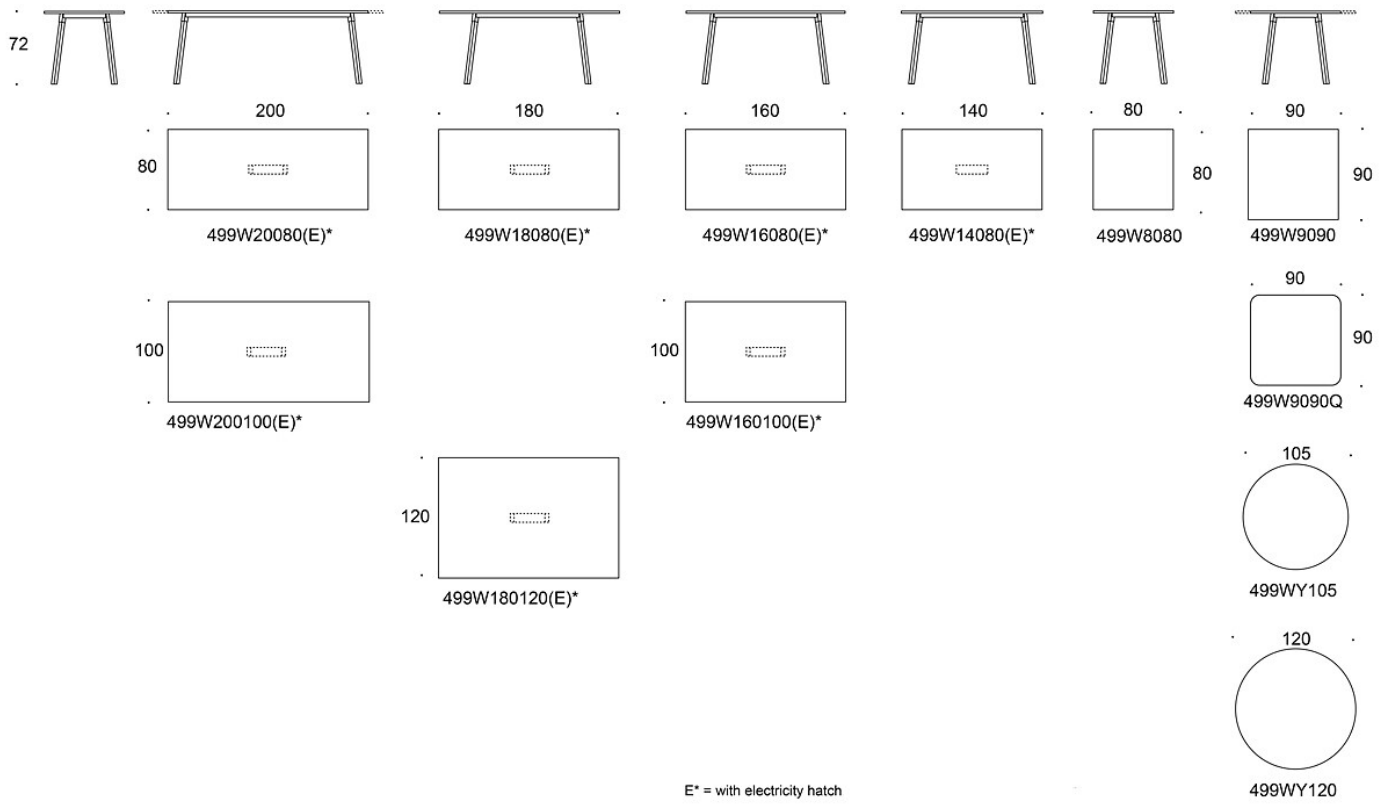 72
200
180
160
140
80
90
80
80
90
499W20080(E)*
499W18080(E)*
499W16080(E)*
499W14080(E)*
499W8080
499W9090
90
100
100
90
499W9090Q
499W200100(E)*
499W160100(E)*
105
120
499WY105
499W180120(E)*
120
E* = with electricity hatch
499WY120